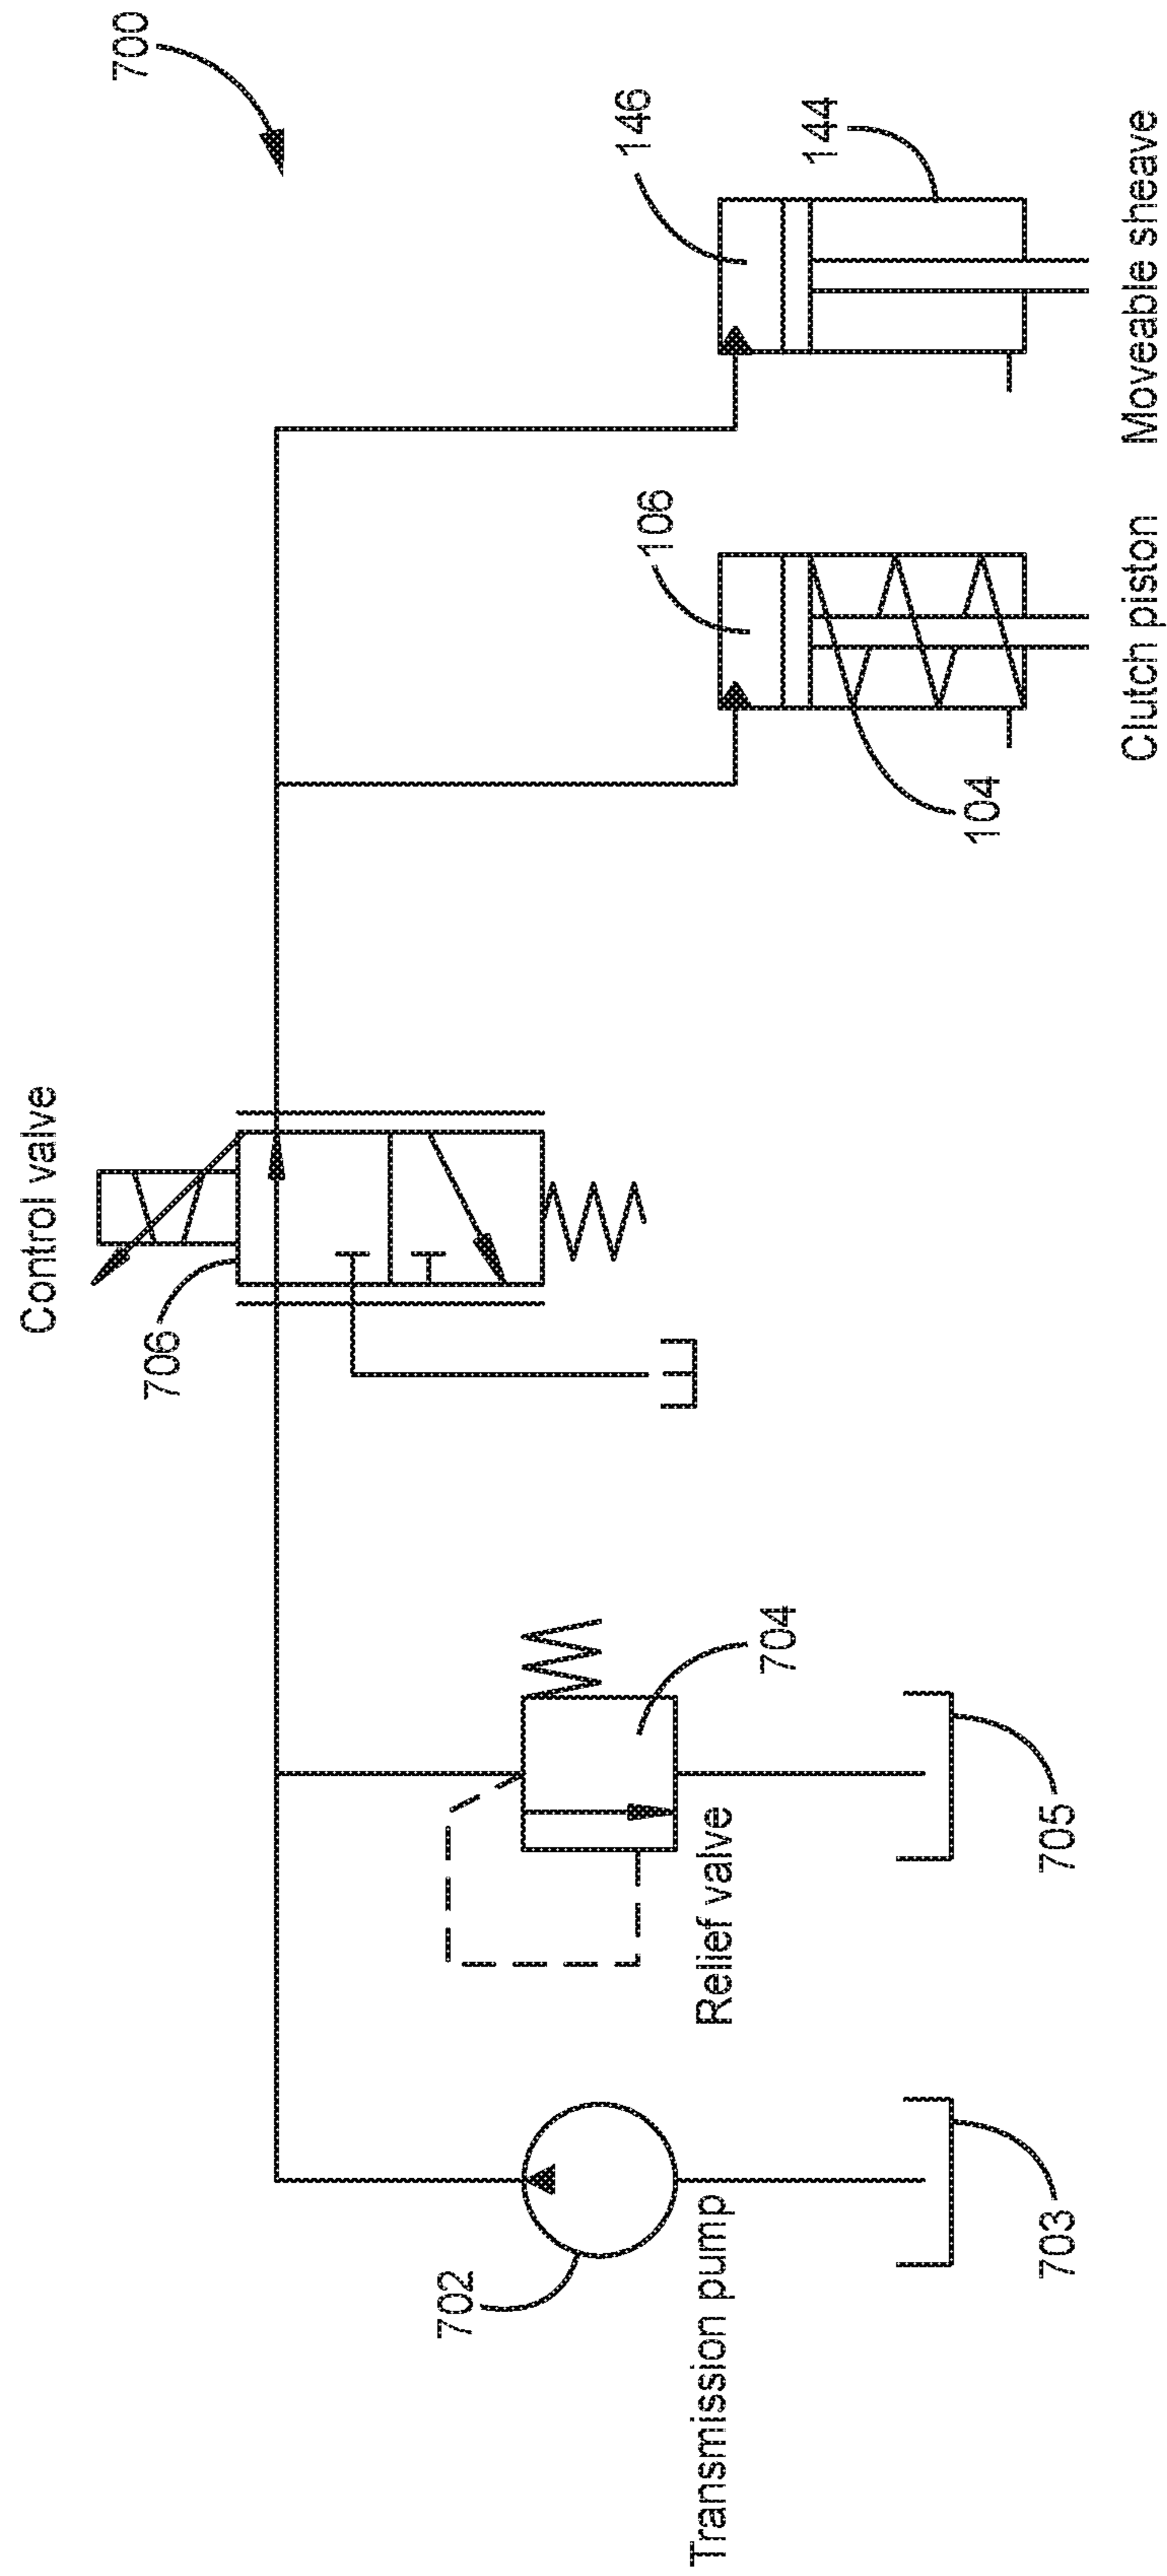 700
Control valve
706
146
144
106
104
Clutch piston
Moveable sheave
704
Relief valve
705
702
Transmission pump
703